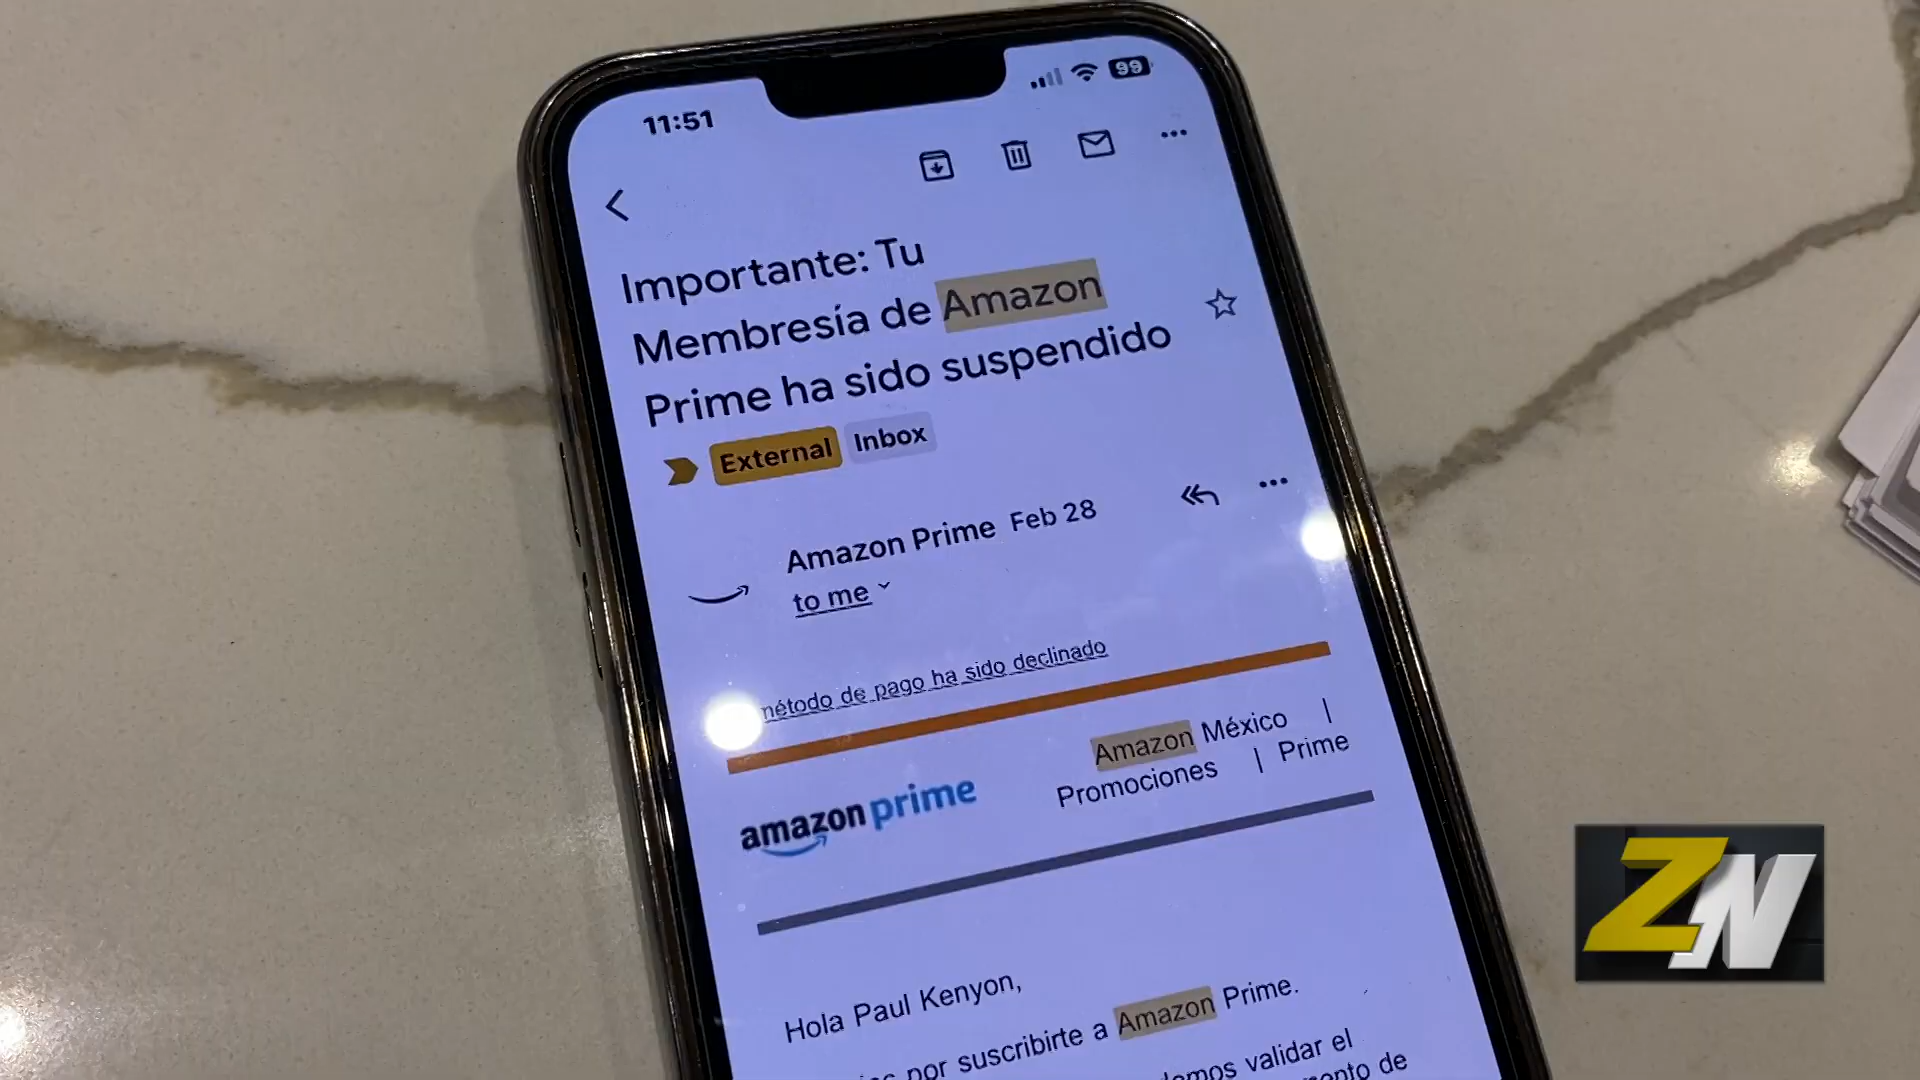 11:51
99
Importante: Tu
Membresía de Amazon
Prime ha sido suspendido
External Inbox
Amazon Prime Feb 28
to me
método de pago ha sido declinado
Amazon México |
Promociones | Prime
amazon prime
Hola Paul Kenyon,
por suscribirte a Amazon Prime.
validar el
de
ZN